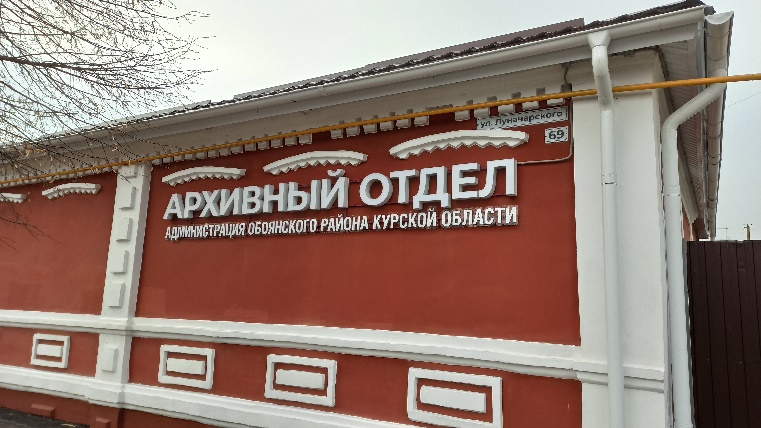 ул. Луначарского
69
АРХИВНЫЙ ОТДЕЛ
АДМИНИСТРАЦИЯ ОБОЯНСКОГО РАЙОНА КУРСКОЙ ОБЛАСТИ